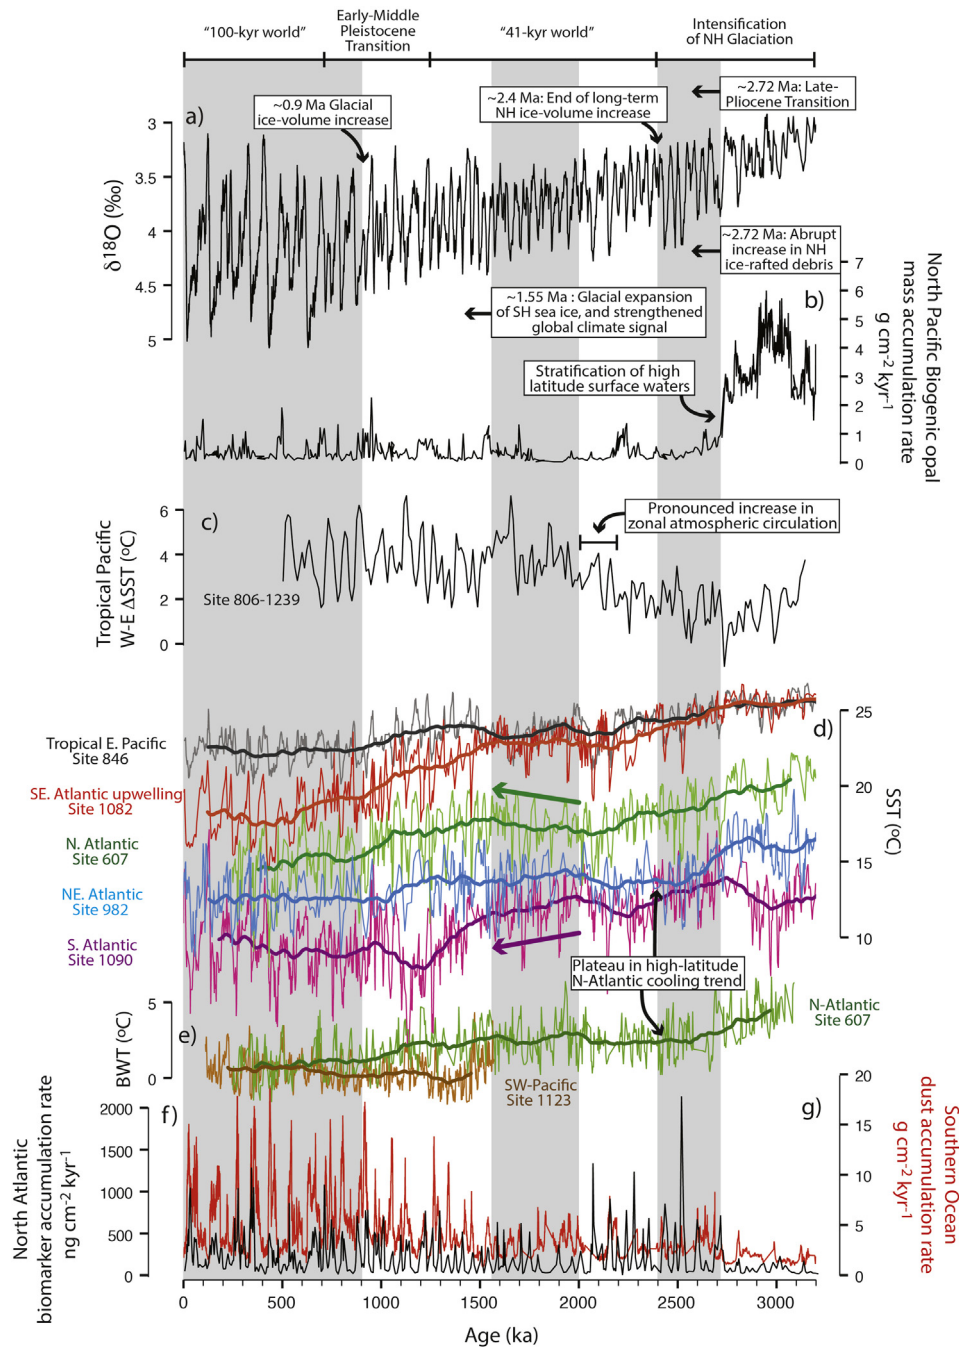 "100-kyr world"
Early-Middle
Pleistocene
Transition
"41-kyr world"
Intensification
of NH Glaciation
a)
~0.9 Ma Glacial
ice-volume increase
~2.4 Ma: End of long-term
NH ice-volume increase
~2.72 Ma: Late-
Pliocene Transition
3
3.5
4
4.5
5
δ18O (‰)
~2.72 Ma: Abrupt
increase in NH
ice-rafted debris
~1.55 Ma : Glacial expansion
of SH sea ice, and strengthened
global climate signal
b)
Stratification of high
latitude surface waters
7
6
5
4
3
2
1
0
North Pacific Biogenic opal
mass accumulation rate
g cm-2 kyr-1
c)
6
4
2
0
Tropical Pacific
W-E ΔSST (oC)
Pronounced increase in
zonal atmospheric circulation
Site 806-1239
d)
25
20
15
10
SST (oC)
Tropical E. Pacific
Site 846
SE. Atlantic upwelling
Site 1082
N. Atlantic
Site 607
NE. Atlantic
Site 982
S. Atlantic
Site 1090
Plateau in high-latitude
N-Atlantic cooling trend
e)
5
0
BWT (oC)
N-Atlantic
Site 607
SW-Pacific
Site 1123
f)
2000
1500
1000
500
0
North Atlantic
biomarker accumulation rate
ng cm-2 kyr-1
g)
20
15
10
5
0
Southern Ocean
dust accumulation rate
g cm-2 kyr-1
0
500
1000
1500
2000
2500
3000
Age (ka)